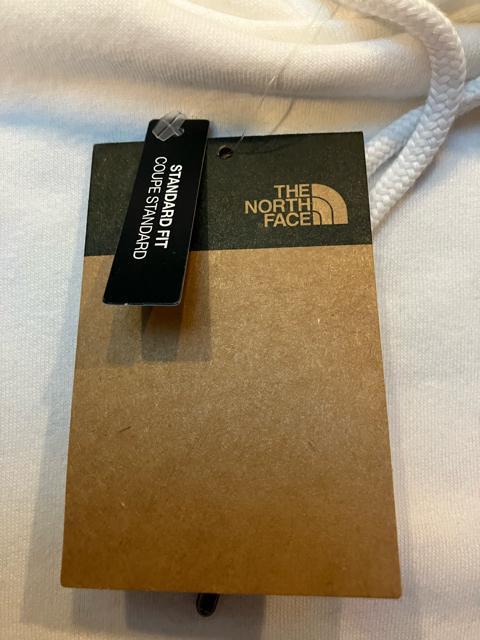 STANDARD FIT
COUPE STANDARD
THE
NORTH
FACE